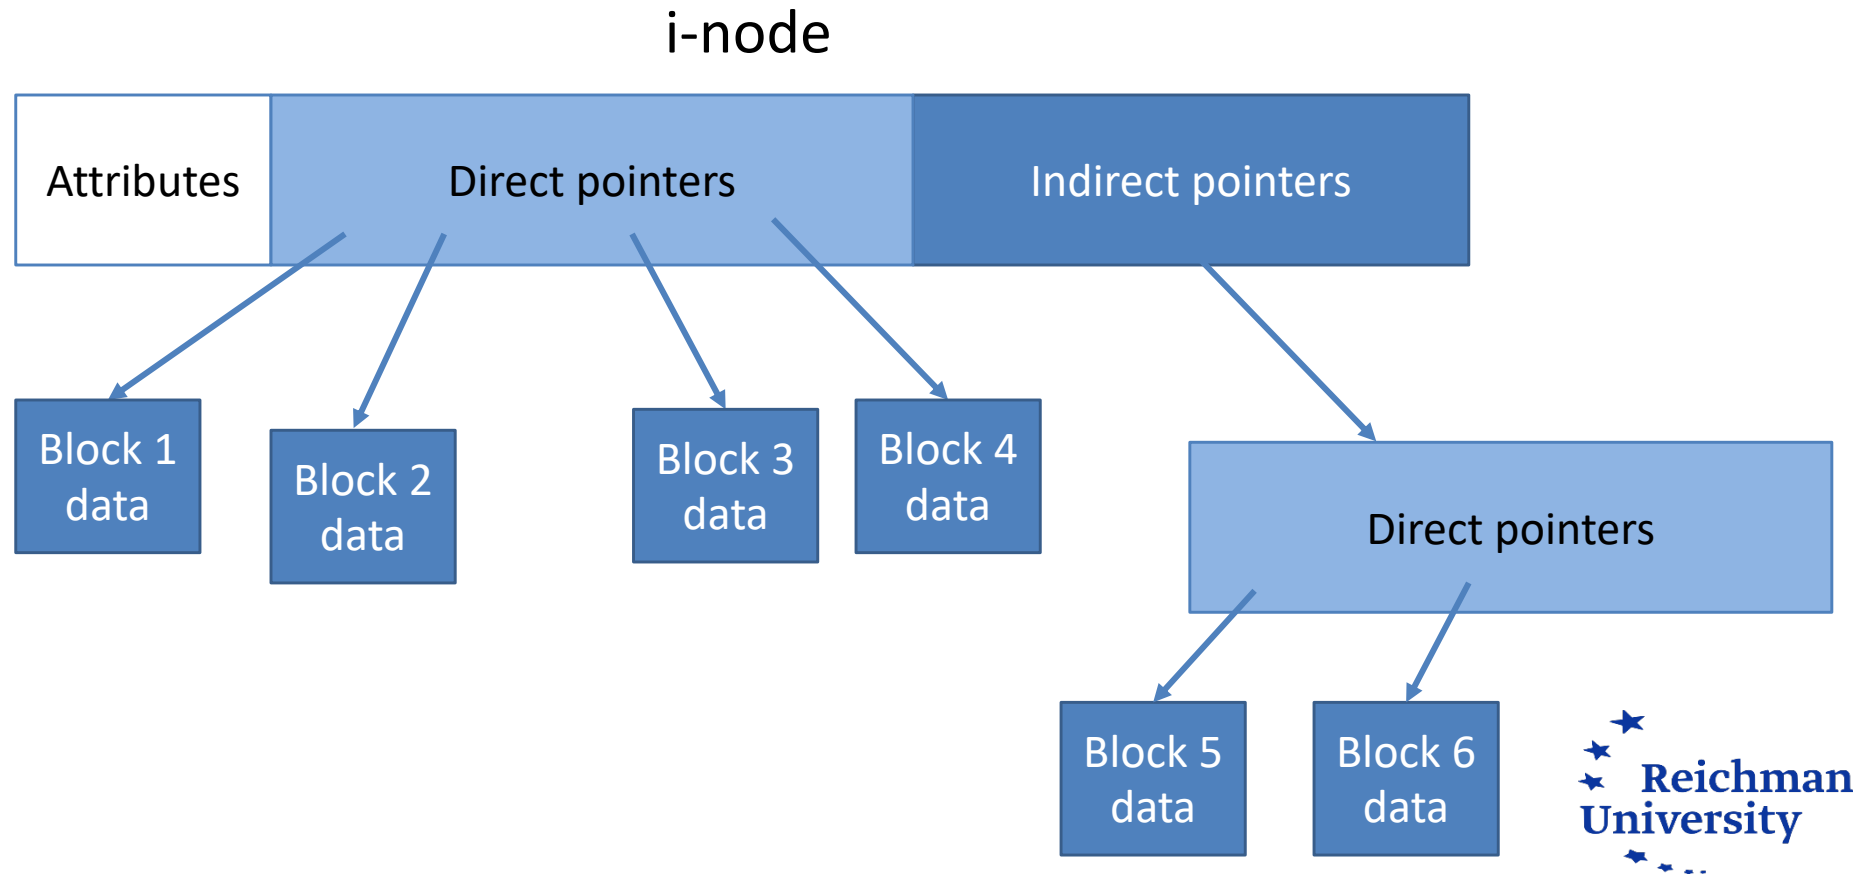 i-node
Attributes
Direct pointers
Indirect pointers
Block 1
data
Block 2
data
Block 3
data
Block 4
data
Direct pointers
Block 5
data
Block 6
data
Reichman
University